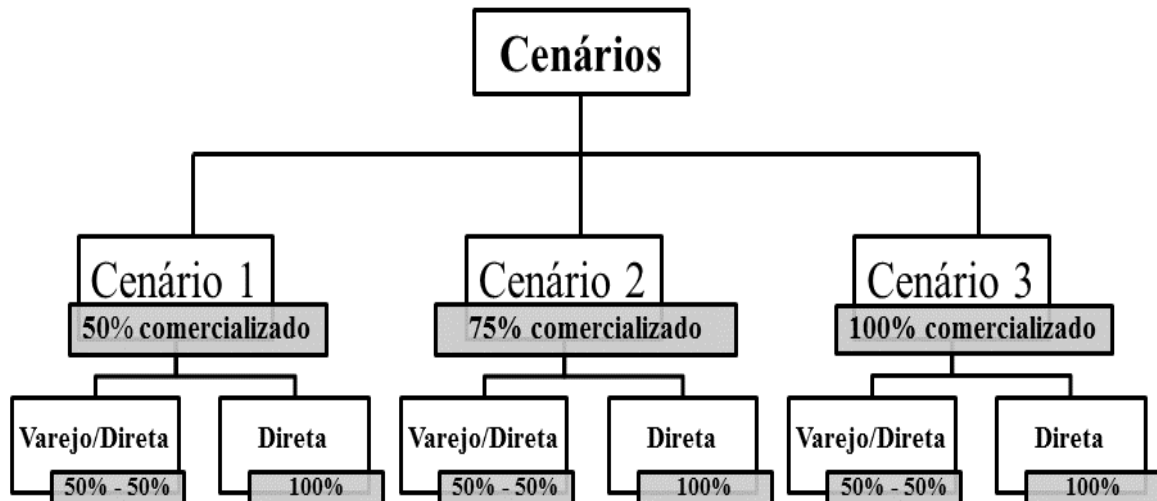 Cenários
Cenário 1
50% comercializado
Cenário 2
75% comercializado
Cenário 3
100% comercializado
Varejo/Direta
50% - 50%
Direta
100%
Varejo/Direta
50% - 50%
Direta
100%
Varejo/Direta
50% - 50%
Direta
100%